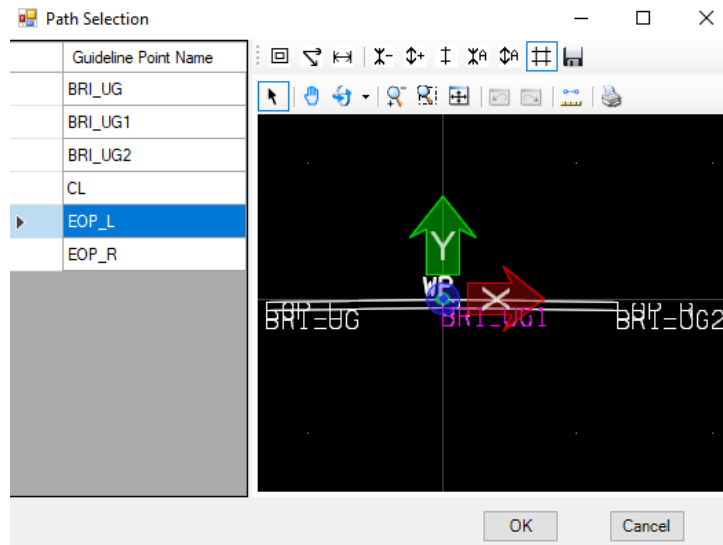 Path Selection
Guideline Point Name
BRI_UG
BRI_UG1
BRI_UG2
CL
EOP_L
EOP_R
Y
WP
X
BRI_UG
BRI_UG1
BRI_UG2
OK
Cancel